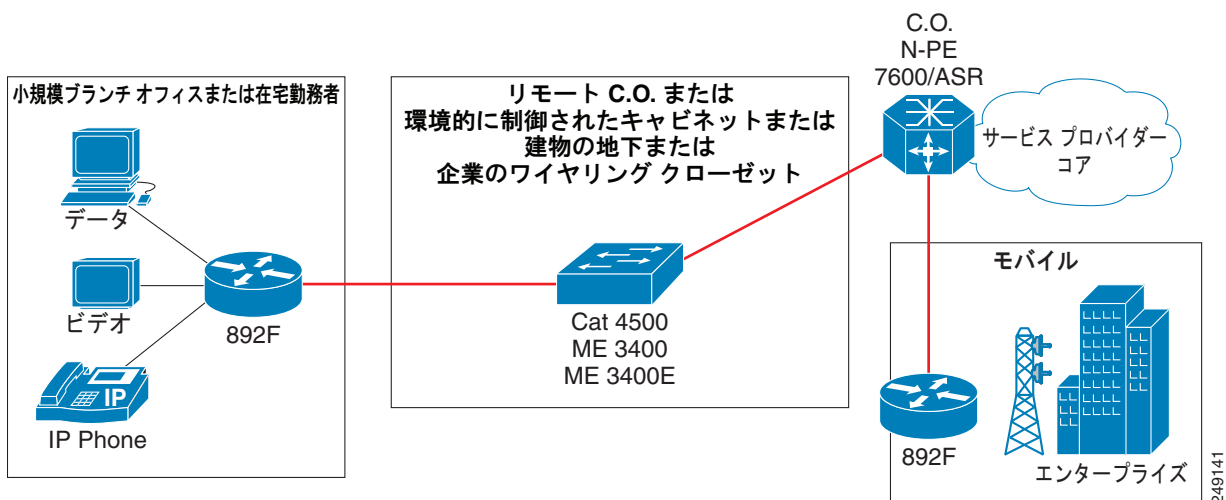 C.O.
N-PE
7600/ASR
小規模ブランチ オフィスまたは在宅勤務者
リモート C.O. または
環境的に制御されたキャビネットまたは
建物の地下または
企業のワイヤリング クローゼット
サービス プロバイダー
コア
データ
ビデオ
892F
IP
IP Phone
Cat 4500
ME 3400
ME 3400E
モバイル
892F
エンタープライズ
249141